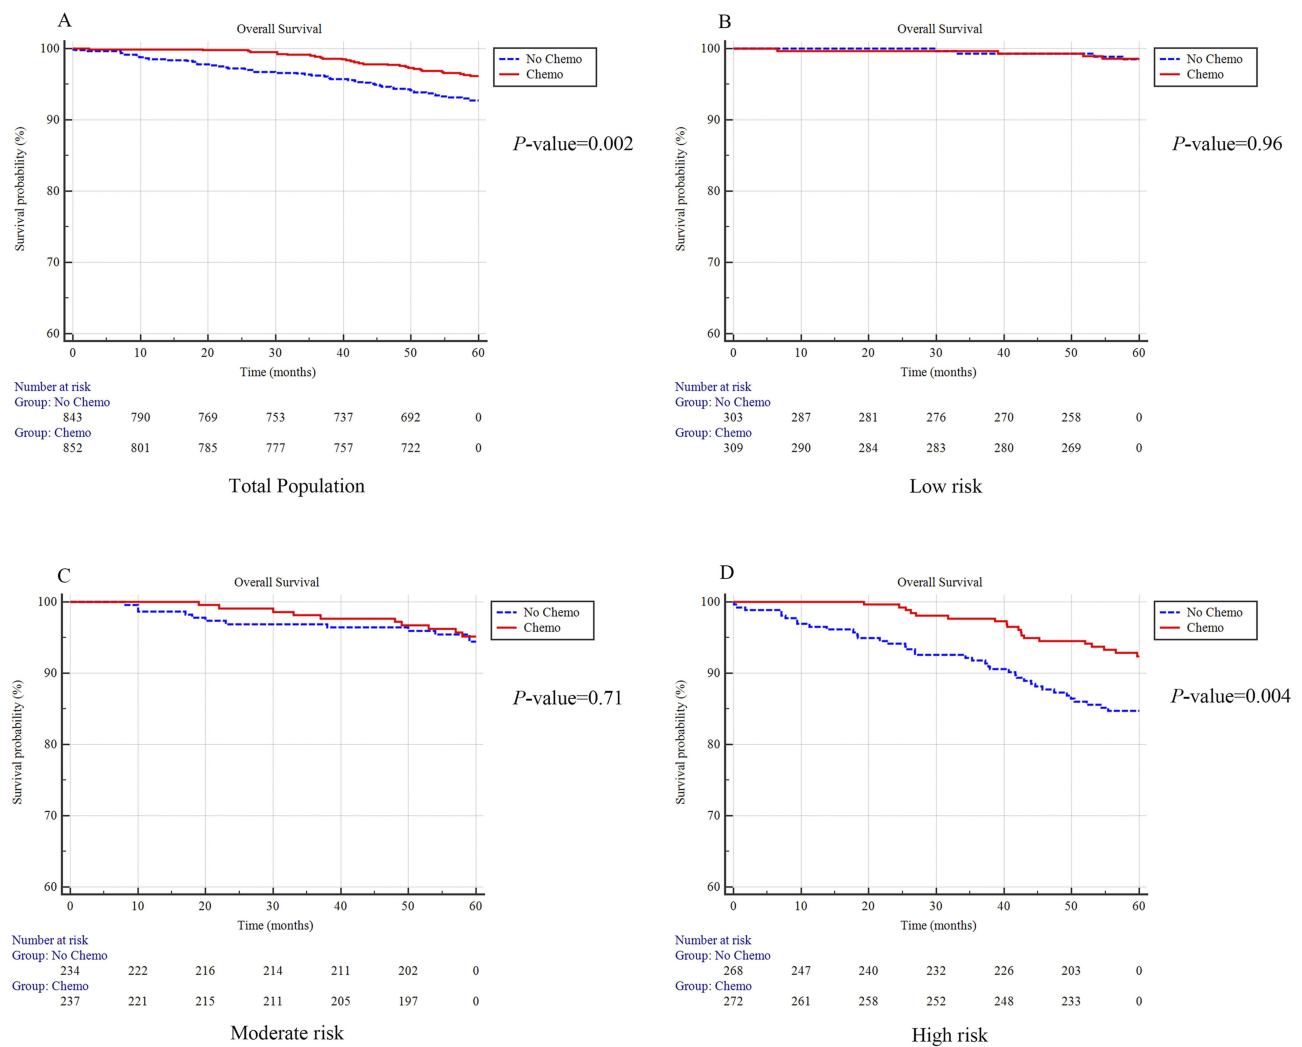 A
Overall Survival
Survival probability (%)
100
90
80
70
60
0 10 20 30 40 50 60
Time (months)
No Chemo
Chemo
P-value=0.002
Number at risk
Group: No Chemo
843 790 769 753 737 692 0
Group: Chemo
852 801 785 777 757 722 0
Total Population
B
Overall Survival
Survival probability (%)
100
90
80
70
60
0 10 20 30 40 50 60
Time (months)
No Chemo
Chemo
P-value=0.96
Number at risk
Group: No Chemo
303 287 281 276 270 258 0
Group: Chemo
309 290 284 283 280 269 0
Low risk
C
Overall Survival
Survival probability (%)
100
90
80
70
60
0 10 20 30 40 50 60
Time (months)
No Chemo
Chemo
P-value=0.71
Number at risk
Group: No Chemo
234 222 216 214 211 202 0
Group: Chemo
237 221 215 211 205 197 0
Moderate risk
D
Overall Survival
Survival probability (%)
100
90
80
70
60
0 10 20 30 40 50 60
Time (months)
No Chemo
Chemo
P-value=0.004
Number at risk
Group: No Chemo
268 247 240 232 226 203 0
Group: Chemo
272 261 258 252 248 233 0
High risk